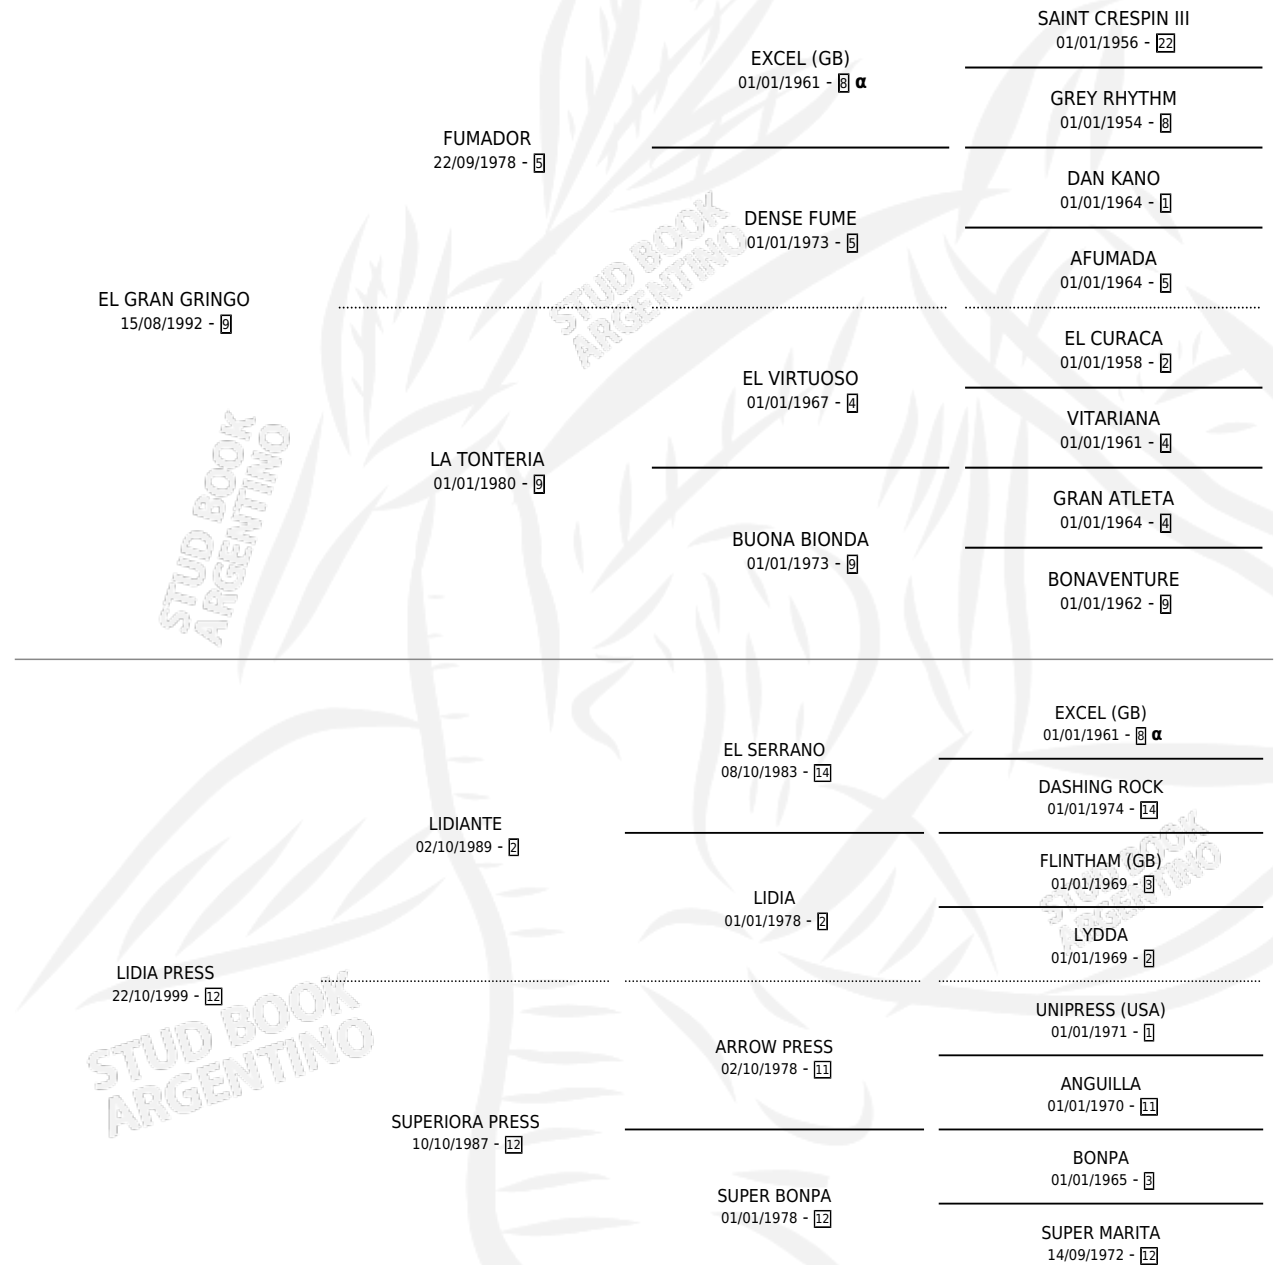 SAINT CRESPIN III
01/01/1956 - 22
EXCEL (GB)
01/01/1961 - 8 α
GREY RHYTHM
01/01/1954 - 8
FUMADOR
22/09/1978 - 5
DAN KANO
01/01/1964 - 1
DENSE FUME
01/01/1973 - 5
AFUMADA
01/01/1964 - 5
STUD BOOK
ARGENTINO
EL GRAN GRINGO
15/08/1992 - 9
EL CURACA
01/01/1958 - 2
EL VIRTUOSO
01/01/1967 - 4
VITARIANA
01/01/1961 - 4
LA TONTERIA
01/01/1980 - 9
GRAN ATLETA
01/01/1964 - 4
BUONA BIONDA
01/01/1973 - 9
BONAVENTURE
01/01/1962 - 9
STUD BOOK
ARGENTINO
EXCEL (GB)
01/01/1961 - 8 α
EL SERRANO
08/10/1983 - 14
DASHING ROCK
01/01/1974 - 14
LIDIANTE
02/10/1989 - 2
FLINTHAM (GB)
01/01/1969 - 3
LIDIA
01/01/1978 - 2
LYDDA
01/01/1969 - 2
STUD BOOK
ARGENTINO
LIDIA PRESS
22/10/1999 - 12
UNIPRESS (USA)
01/01/1971 - 1
ARROW PRESS
02/10/1978 - 11
ANGUILLA
01/01/1970 - 11
STUD BOOK
ARGENTINO
SUPERIORA PRESS
10/10/1987 - 12
BONPA
01/01/1965 - 3
SUPER BONPA
01/01/1978 - 12
SUPER MARITA
14/09/1972 - 12